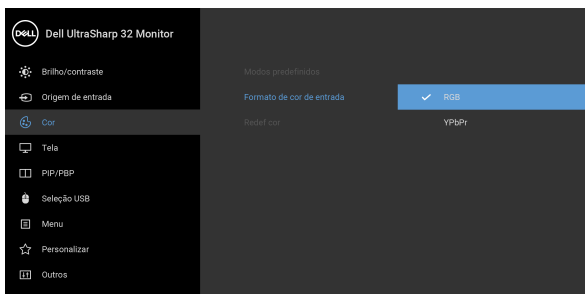 DELL
Dell UltraSharp 32 Monitor
Brilho/contraste
Origem de entrada
Cor
Tela
PIP/PBP
Seleção USB
Menu
Personalizar
Outros
Modos predefinidos
Formato de cor de entrada
Redef cor
RGB
YPbPr